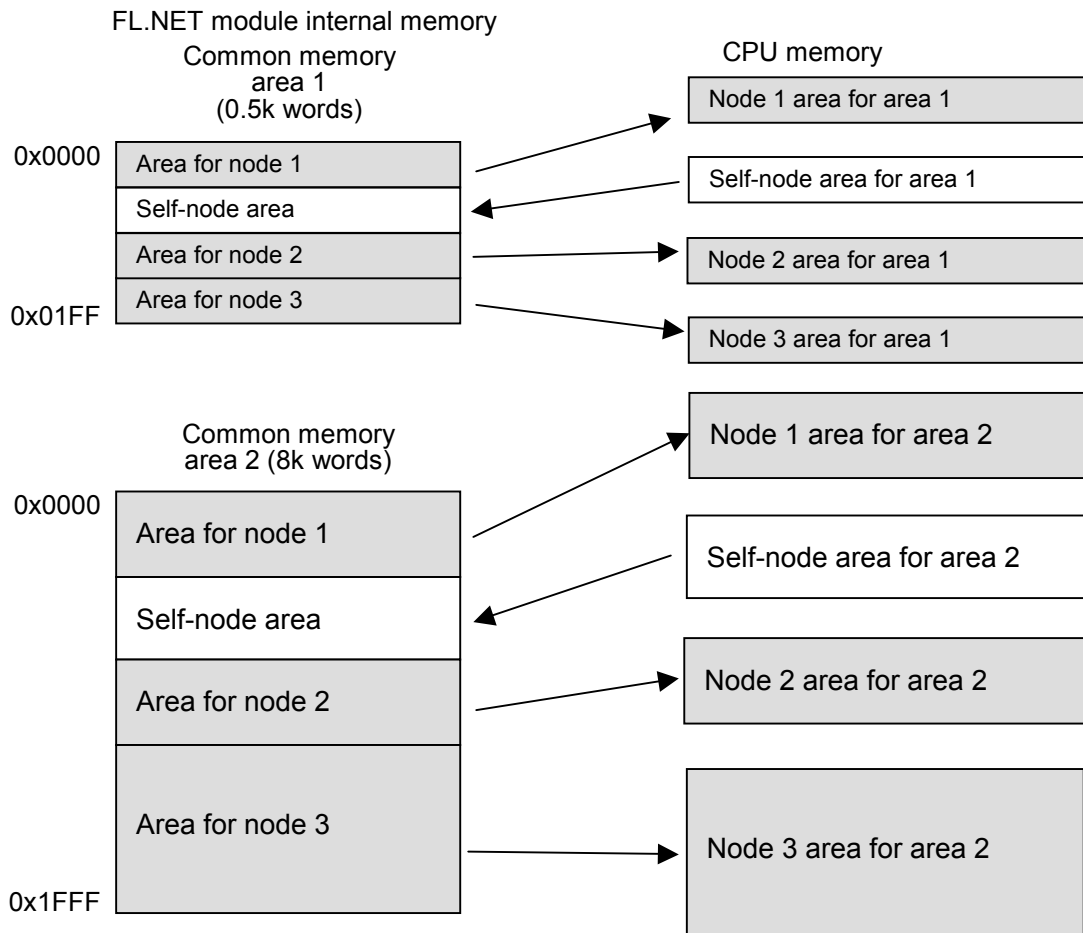 FL.NET module internal memory
Common memory
area 1
(0.5k words)
CPU memory
0x0000
Area for node 1
Self-node area
Area for node 2
Area for node 3
0x01FF
Node 1 area for area 1
Self-node area for area 1
Node 2 area for area 1
Node 3 area for area 1
Common memory
area 2 (8k words)
0x0000
Area for node 1
Self-node area
Area for node 2
Area for node 3
0x1FFF
Node 1 area for area 2
Self-node area for area 2
Node 2 area for area 2
Node 3 area for area 2